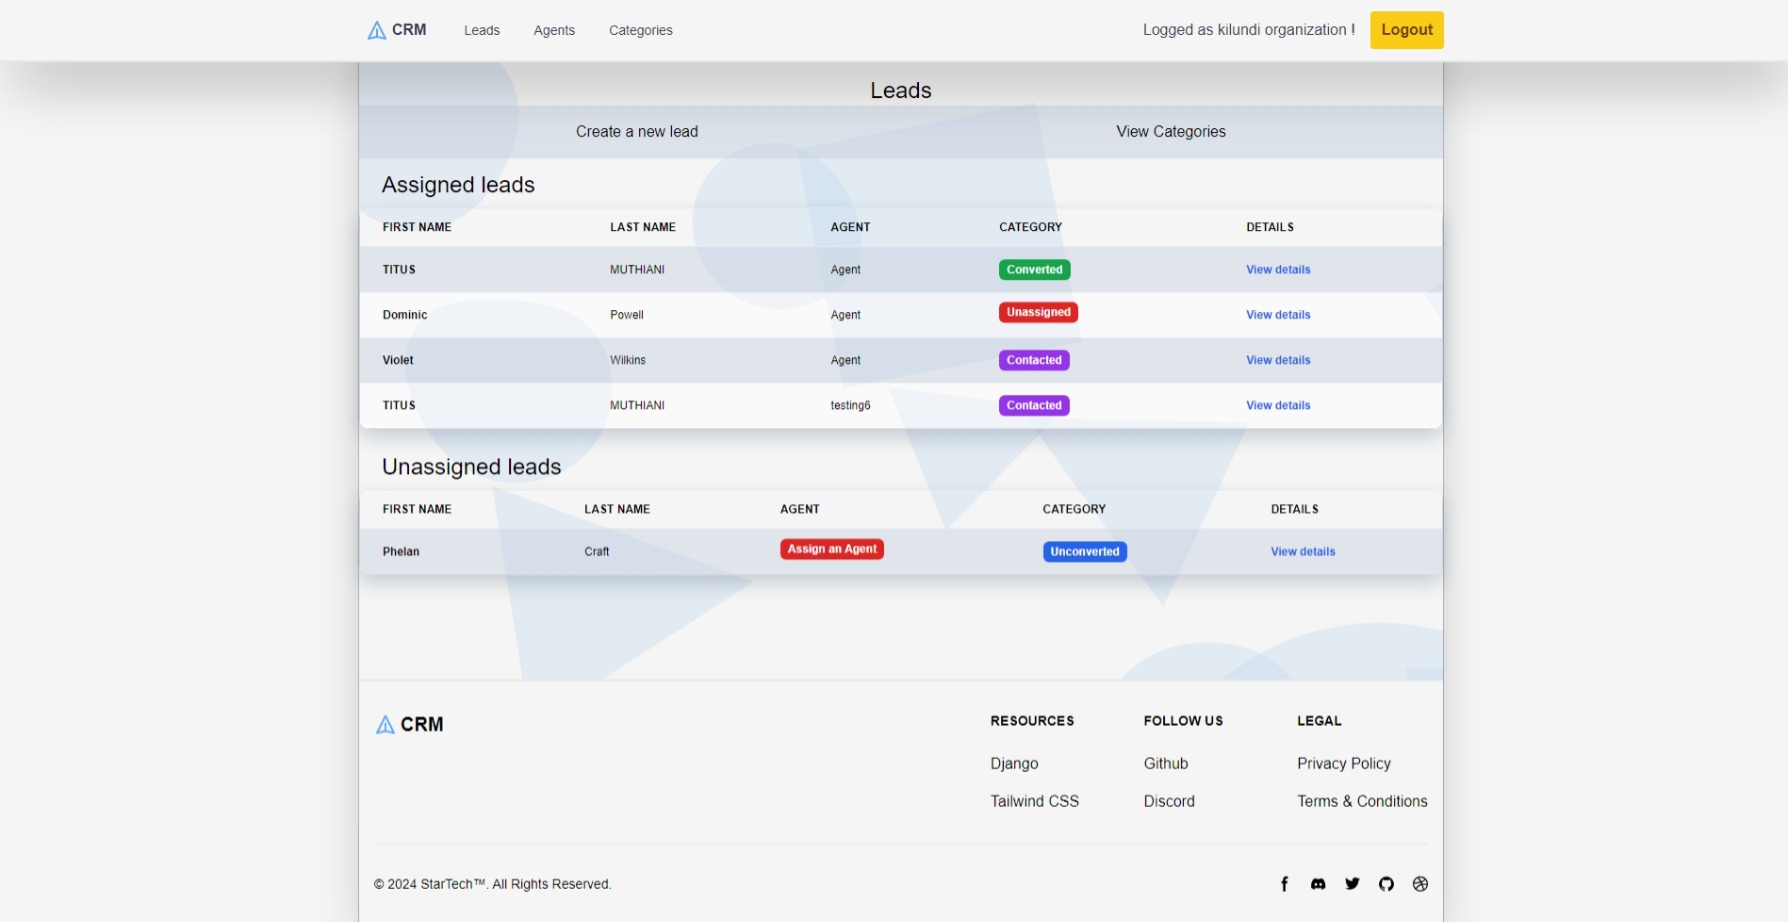 CRM Leads Agents Categories Logged as kilundi organization ! Logout
Leads
Create a new lead View Categories
Assigned leads
FIRST NAME LAST NAME AGENT CATEGORY DETAILS
TITUS MUTHIANI Agent Converted View details
Dominic Powell Agent Unassigned View details
Violet Wilkins Agent Contacted View details
TITUS MUTHIANI testing6 Contacted View details
Unassigned leads
FIRST NAME LAST NAME AGENT CATEGORY DETAILS
Phelan Craft Assign an Agent Unconverted View details
CRM RESOURCES FOLLOW US LEGAL
Django Github Privacy Policy
Tailwind CSS Discord Terms & Conditions
© 2024 StarTech™. All Rights Reserved.